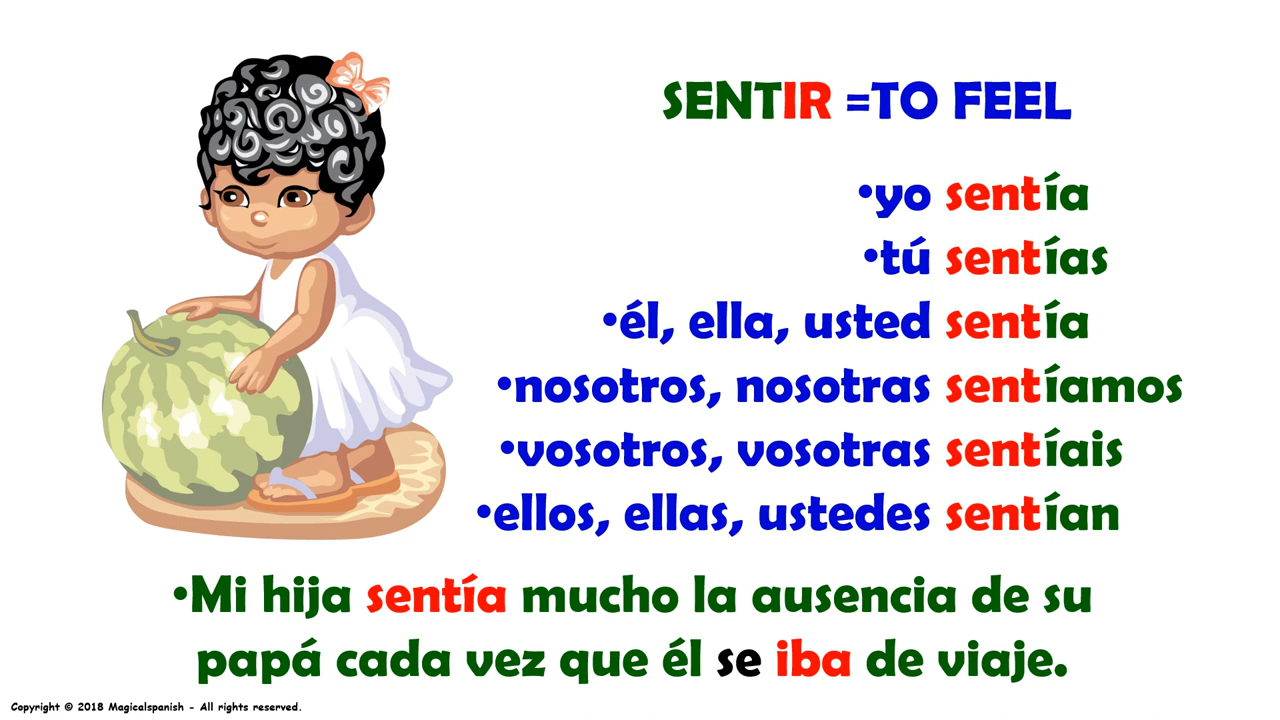 SENTIR =TO FEEL
•yo sentía
•tú sentías
•él, ella, usted sentía
•nosotros, nosotras sentíamos
•vosotros, vosotras sentíais
•ellos, ellas, ustedes sentían
•Mi hija sentía mucho la ausencia de su
papá cada vez que él se iba de viaje.
Copyright © 2018 Magicalspanish - All rights reserved.